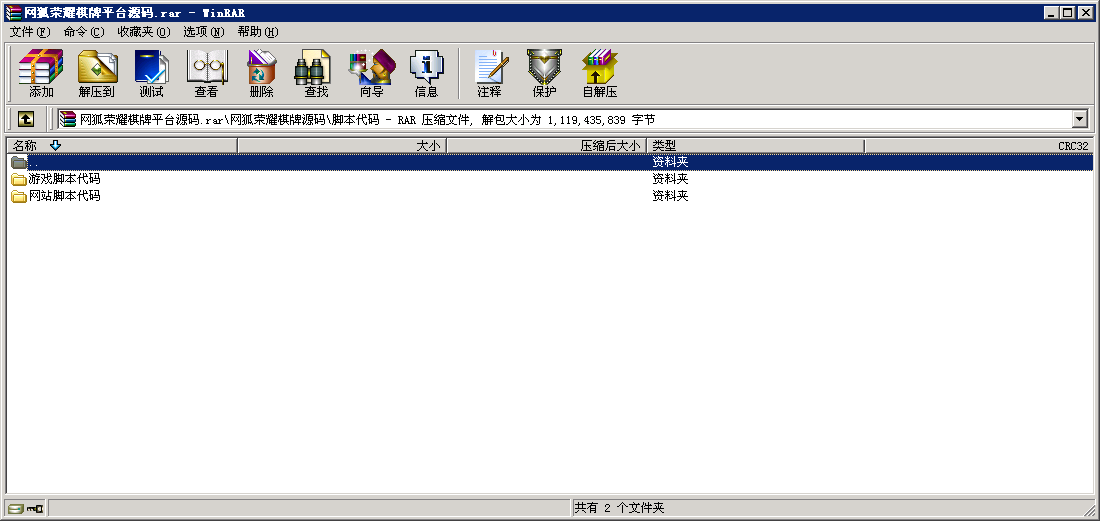 网狐荣耀棋牌平台源码.rar - WinRAR
文件(F) 命令(C) 收藏夹(O) 选项(N) 帮助(H)
添加 解压到 测试 查看 删除 查找 向导 信息 注释 保护 自解压
网狐荣耀棋牌平台源码.rar\网狐荣耀棋牌源码\脚本代码 - RAR 压缩文件, 解包大小为 1,119,435,839 字节
名称 大小 压缩后大小 类型 CRC32
.. 资料夹
游戏脚本代码 资料夹
网站脚本代码 资料夹
共有 2 个文件夹